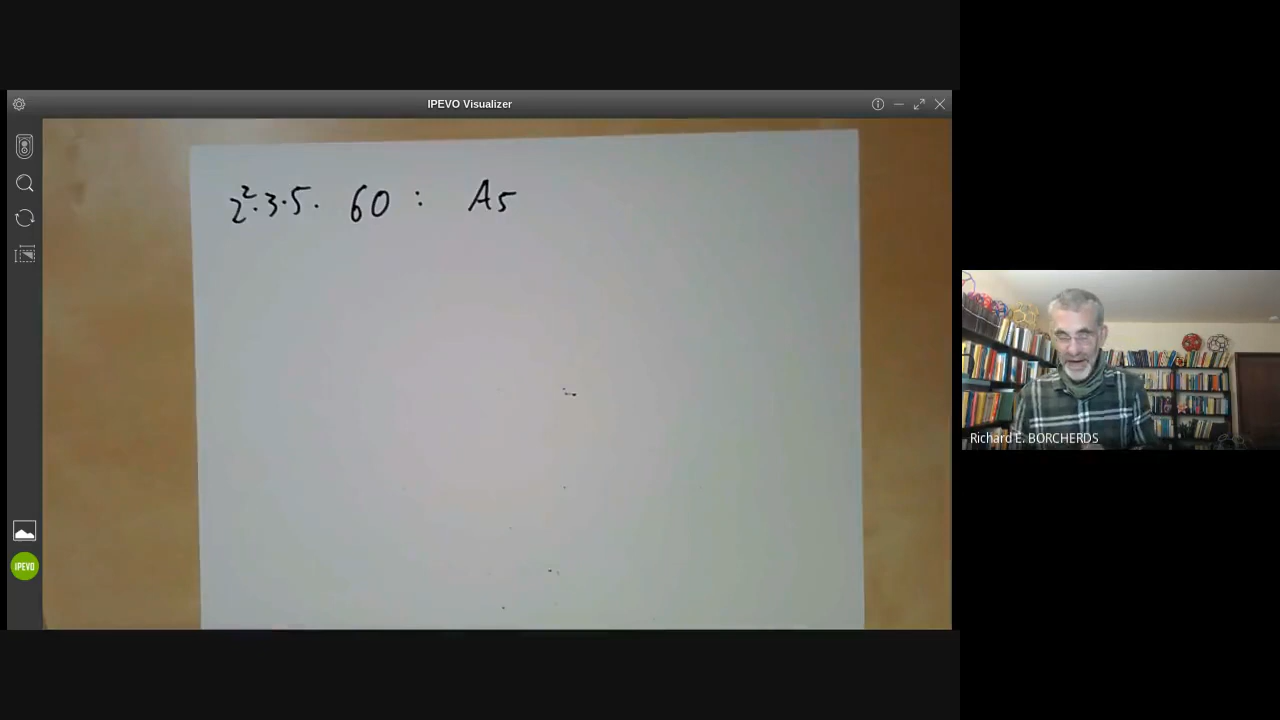 IPEVO Visualizer
2².3.5. 60 : A5
IPEVO
Richard E. BORCHERDS